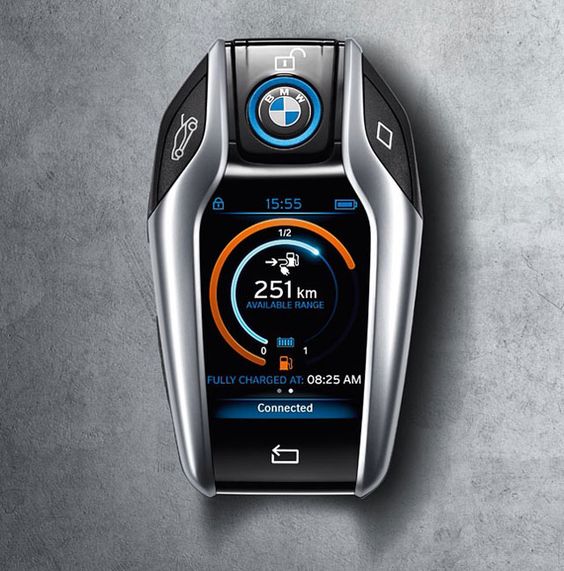 BMW
15:55
1/2
251 km
AVAILABLE RANGE
0 1
FULLY CHARGED AT: 08:25 AM
Connected